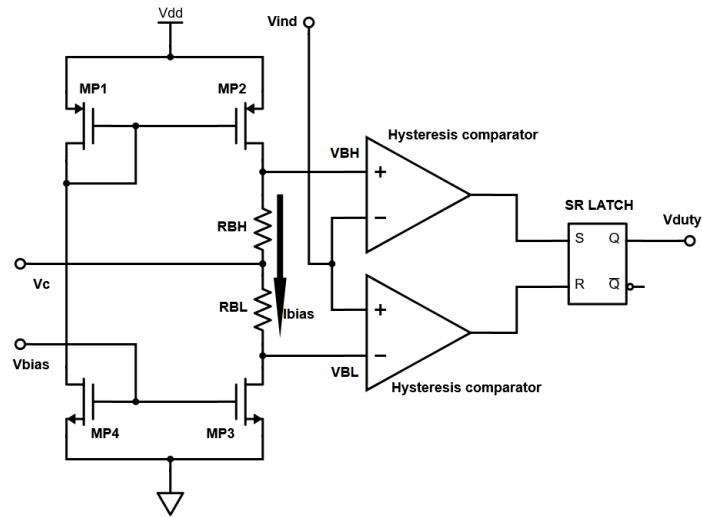 Vdd
Vind
MP1
MP2
Hysteresis comparator
VBH
+
−
SR LATCH
Vduty
RBH
S
Q
Vc
RBL
Ibias
+
R
Q
Vbias
−
VBL
Hysteresis comparator
MP4
MP3